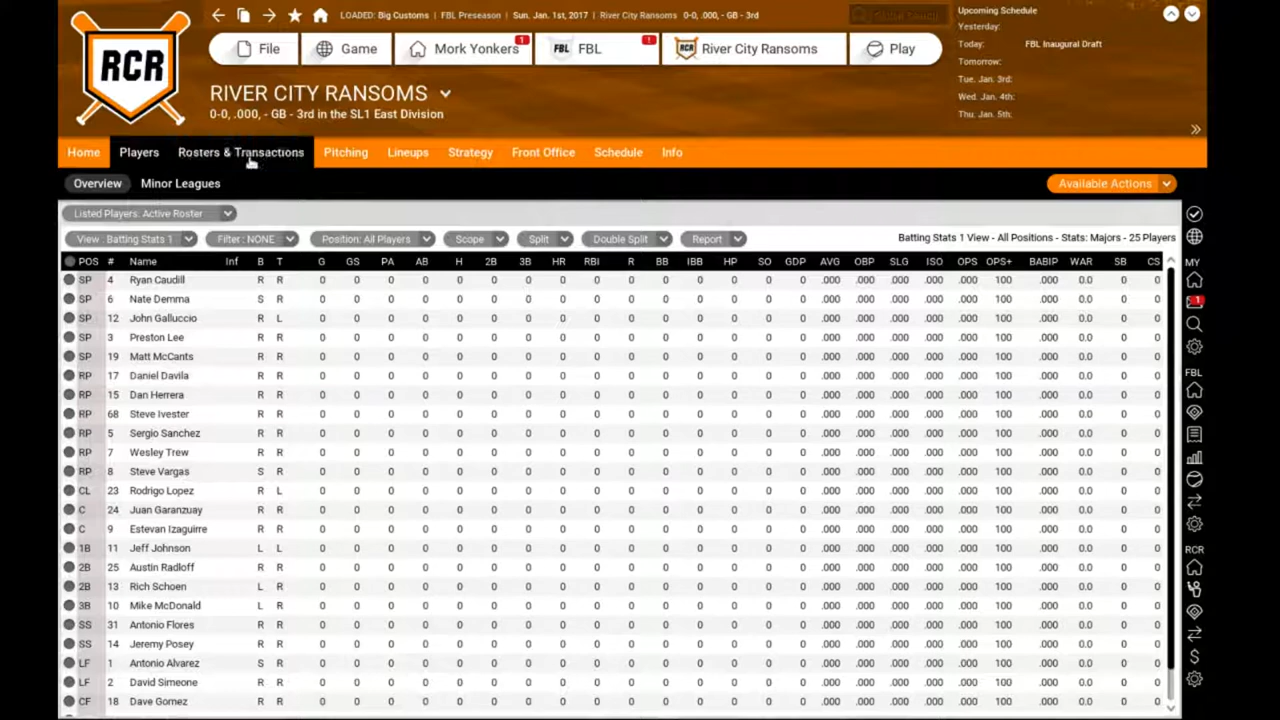 LOADED: Big Customs | FBL Preseason | Sun. Jan. 1st, 2017 | River City Ransoms 0-0, .000, - GB - 3rd
Upcoming Schedule
Yesterday:
Today: FBL Inaugural Draft
Tomorrow:
Tue. Jan. 3rd:
Wed. Jan. 4th:
Thu. Jan. 5th:
RCR
File Game Mork Yonkers 1 FBL FBL ! RCR River City Ransoms Play
RIVER CITY RANSOMS
0-0, .000, - GB - 3rd in the SL1 East Division
Home Players Rosters & Transactions Pitching Lineups Strategy Front Office Schedule Info
Overview Minor Leagues Available Actions
Listed Players: Active Roster
View : Batting Stats 1 Filter : NONE Position: All Players Scope Split Double Split Report Batting Stats 1 View - All Positions - Stats: Majors - 25 Players
POS # Name Inf B T G GS PA AB H 2B 3B HR RBI R BB IBB HP SO GDP AVG OBP SLG ISO OPS OPS+ BABIP WAR SB CS
SP 4 Ryan Caudill R R 0 0 0 0 0 0 0 0 0 0 0 0 0 0 0 .000 .000 .000 .000 .000 100 .000 0.0 0 0
SP 6 Nate Demma S R 0 0 0 0 0 0 0 0 0 0 0 0 0 0 0 .000 .000 .000 .000 .000 100 .000 0.0 0 0
SP 12 John Galluccio R L 0 0 0 0 0 0 0 0 0 0 0 0 0 0 0 .000 .000 .000 .000 .000 100 .000 0.0 0 0
SP 3 Preston Lee R R 0 0 0 0 0 0 0 0 0 0 0 0 0 0 0 .000 .000 .000 .000 .000 100 .000 0.0 0 0
SP 19 Matt McCants R R 0 0 0 0 0 0 0 0 0 0 0 0 0 0 0 .000 .000 .000 .000 .000 100 .000 0.0 0 0
RP 17 Daniel Davila R R 0 0 0 0 0 0 0 0 0 0 0 0 0 0 0 .000 .000 .000 .000 .000 100 .000 0.0 0 0
RP 15 Dan Herrera R R 0 0 0 0 0 0 0 0 0 0 0 0 0 0 0 .000 .000 .000 .000 .000 100 .000 0.0 0 0
RP 68 Steve Ivester R R 0 0 0 0 0 0 0 0 0 0 0 0 0 0 0 .000 .000 .000 .000 .000 100 .000 0.0 0 0
RP 5 Sergio Sanchez R R 0 0 0 0 0 0 0 0 0 0 0 0 0 0 0 .000 .000 .000 .000 .000 100 .000 0.0 0 0
RP 7 Wesley Trew R R 0 0 0 0 0 0 0 0 0 0 0 0 0 0 0 .000 .000 .000 .000 .000 100 .000 0.0 0 0
RP 8 Steve Vargas S R 0 0 0 0 0 0 0 0 0 0 0 0 0 0 0 .000 .000 .000 .000 .000 100 .000 0.0 0 0
CL 23 Rodrigo Lopez R L 0 0 0 0 0 0 0 0 0 0 0 0 0 0 0 .000 .000 .000 .000 .000 100 .000 0.0 0 0
C 24 Juan Garanzuay R R 0 0 0 0 0 0 0 0 0 0 0 0 0 0 0 .000 .000 .000 .000 .000 100 .000 0.0 0 0
C 9 Estevan Izaguirre R R 0 0 0 0 0 0 0 0 0 0 0 0 0 0 0 .000 .000 .000 .000 .000 100 .000 0.0 0 0
1B 11 Jeff Johnson L L 0 0 0 0 0 0 0 0 0 0 0 0 0 0 0 .000 .000 .000 .000 .000 100 .000 0.0 0 0
2B 25 Austin Radloff R R 0 0 0 0 0 0 0 0 0 0 0 0 0 0 0 .000 .000 .000 .000 .000 100 .000 0.0 0 0
2B 13 Rich Schoen L R 0 0 0 0 0 0 0 0 0 0 0 0 0 0 0 .000 .000 .000 .000 .000 100 .000 0.0 0 0
3B 10 Mike McDonald L R 0 0 0 0 0 0 0 0 0 0 0 0 0 0 0 .000 .000 .000 .000 .000 100 .000 0.0 0 0
SS 31 Antonio Flores R R 0 0 0 0 0 0 0 0 0 0 0 0 0 0 0 .000 .000 .000 .000 .000 100 .000 0.0 0 0
SS 14 Jeremy Posey R R 0 0 0 0 0 0 0 0 0 0 0 0 0 0 0 .000 .000 .000 .000 .000 100 .000 0.0 0 0
LF 1 Antonio Alvarez S R 0 0 0 0 0 0 0 0 0 0 0 0 0 0 0 .000 .000 .000 .000 .000 100 .000 0.0 0 0
LF 2 David Simeone R R 0 0 0 0 0 0 0 0 0 0 0 0 0 0 0 .000 .000 .000 .000 .000 100 .000 0.0 0 0
CF 18 Dave Gomez R R 0 0 0 0 0 0 0 0 0 0 0 0 0 0 0 .000 .000 .000 .000 .000 100 .000 0.0 0 0
MY
1
FBL
RCR
$